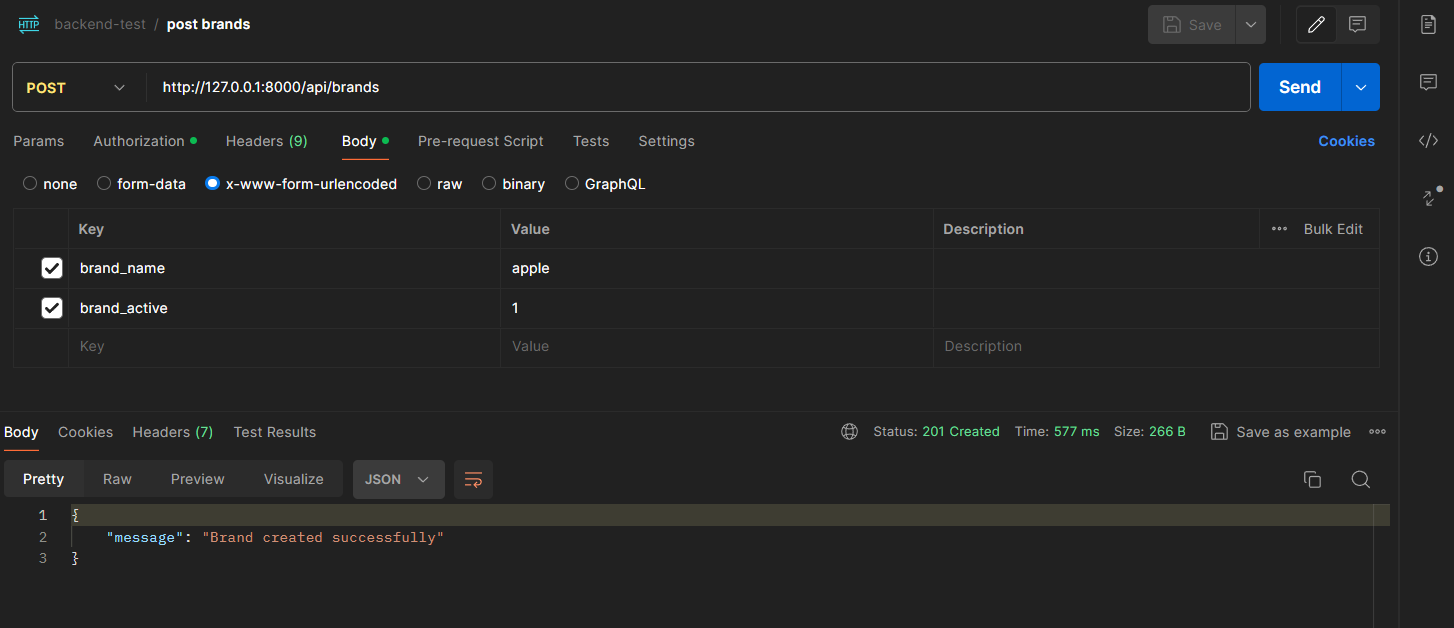 HTTP backend-test / post brands Save
POST http://127.0.0.1:8000/api/brands Send
Params Authorization Headers (9) Body Pre-request Script Tests Settings Cookies
none form-data x-www-form-urlencoded raw binary GraphQL
Key Value Description Bulk Edit
brand_name apple
brand_active 1
Key Value Description
Body Cookies Headers (7) Test Results Status: 201 Created Time: 577 ms Size: 266 B Save as example
Pretty Raw Preview Visualize JSON
1 {
2 "message": "Brand created successfully"
3 }